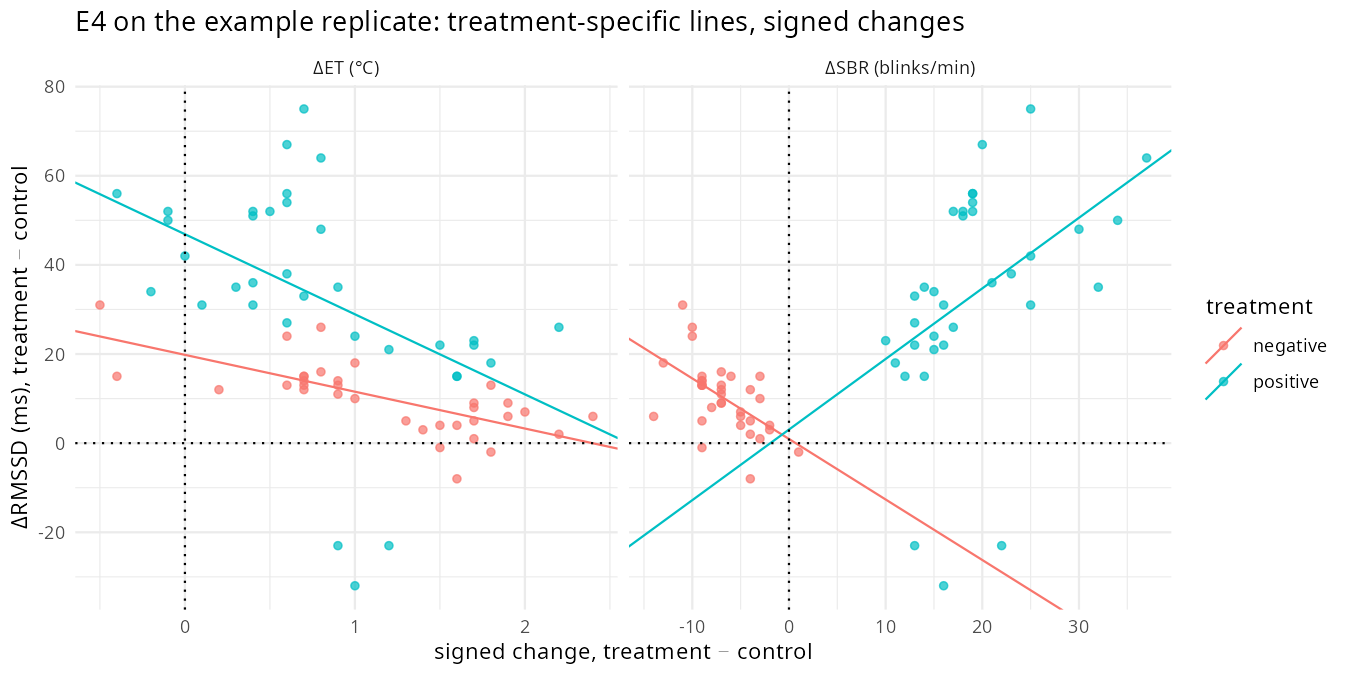 E4 on the example replicate: treatment-specific lines, signed changes
ΔET (°C)
ΔSBR (blinks/min)
80
60
40
20
0
-20
ΔRMSSD (ms), treatment − control
0
1
2
-10
0
10
20
30
signed change, treatment − control
treatment
negative
positive